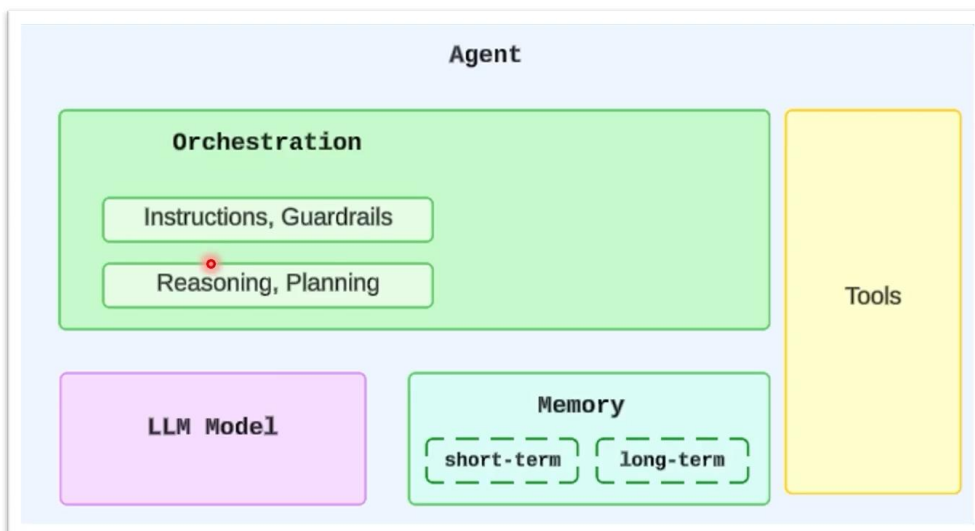 Agent
Orchestration
Instructions, Guardrails
Reasoning, Planning
Tools
LLM Model
Memory
short-term
long-term